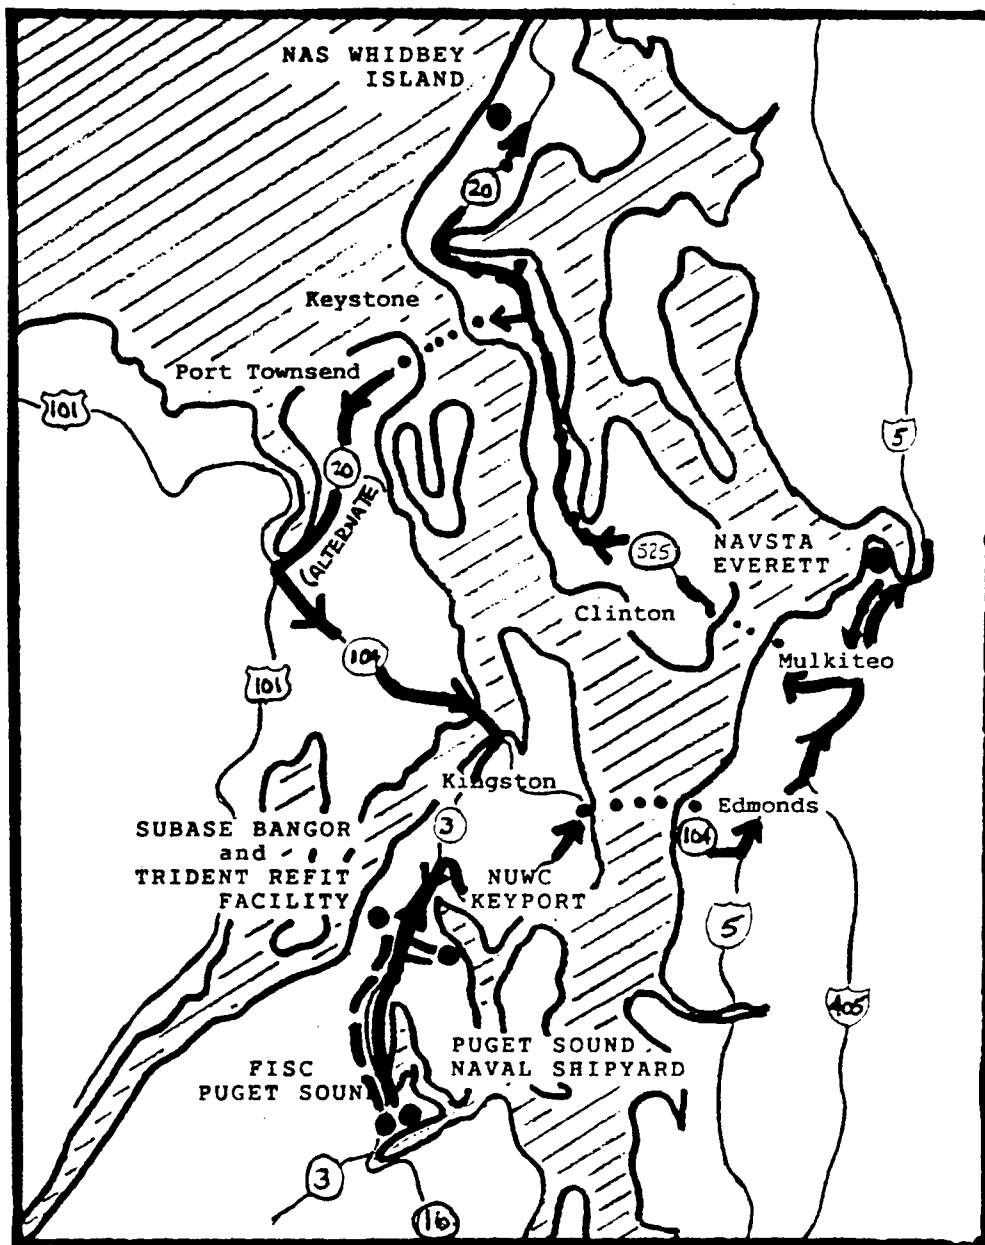 NAS WHIDBEY
ISLAND
20
Keystone
Port Townsend
101
5
20
(ALTERNATE)
525
NAVSTA
EVERETT
Clinton
104
Mulkiteo
101
Kingston
Edmonds
3
104
SUBASE BANGOR
and
TRIDENT REFIT
FACILITY
NUWC
KEYPORT
5
405
PUGET SOUND
NAVAL SHIPYARD
FISC
PUGET SOUN
3
16